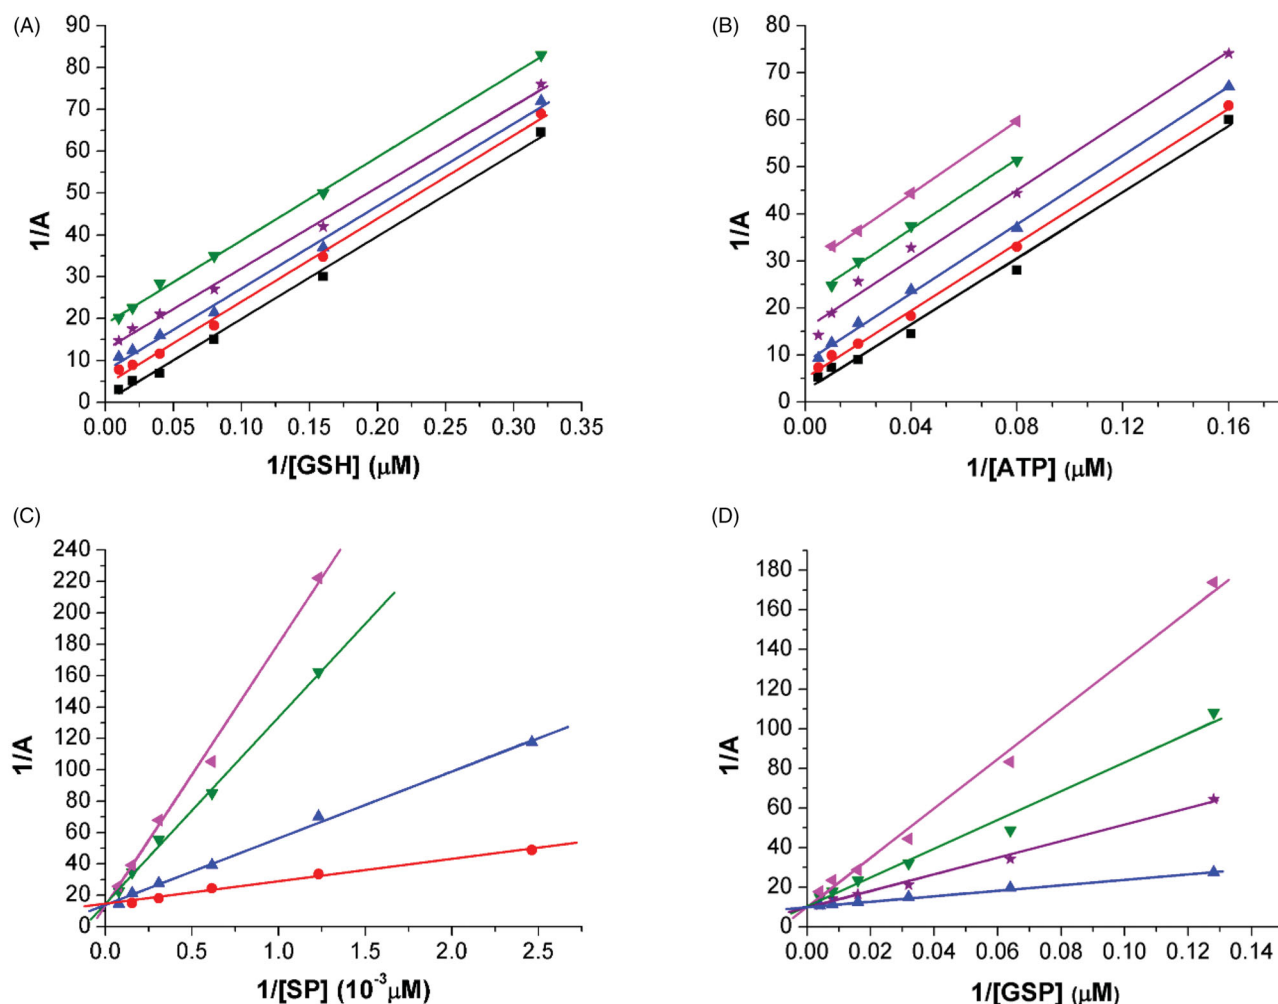 (A)
90
80
70
60
50
40
30
20
10
0
1/A
0.00 0.05 0.10 0.15 0.20 0.25 0.30 0.35
1/[GSH] (μM)
(B)
80
70
60
50
40
30
20
10
0
1/A
0.00 0.04 0.08 0.12 0.16
1/[ATP] (μM)
(C)
240
220
200
180
160
140
120
100
80
60
40
20
0
1/A
0.0 0.5 1.0 1.5 2.0 2.5
1/[SP] (10⁻³μM)
(D)
180
160
140
120
100
80
60
40
20
0
1/A
0.00 0.02 0.04 0.06 0.08 0.10 0.12 0.14
1/[GSP] (μM)